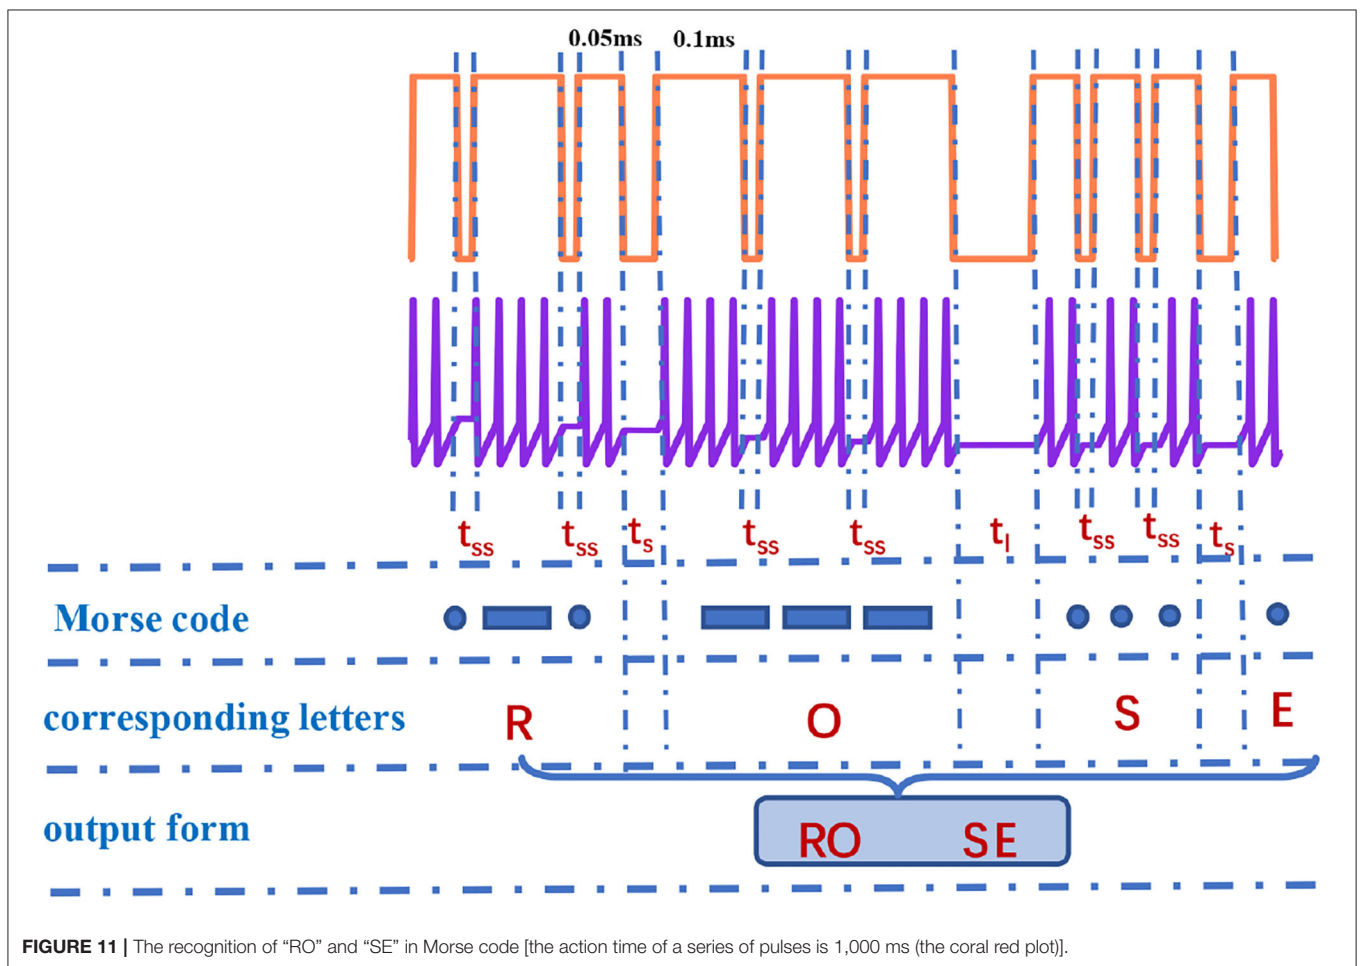 0.05ms 0.1ms
tss tss ts tss tss tl tss tss ts
Morse code
corresponding letters R O S E
output form RO SE
FIGURE 11 | The recognition of “RO” and “SE” in Morse code [the action time of a series of pulses is 1,000 ms (the coral red plot)].